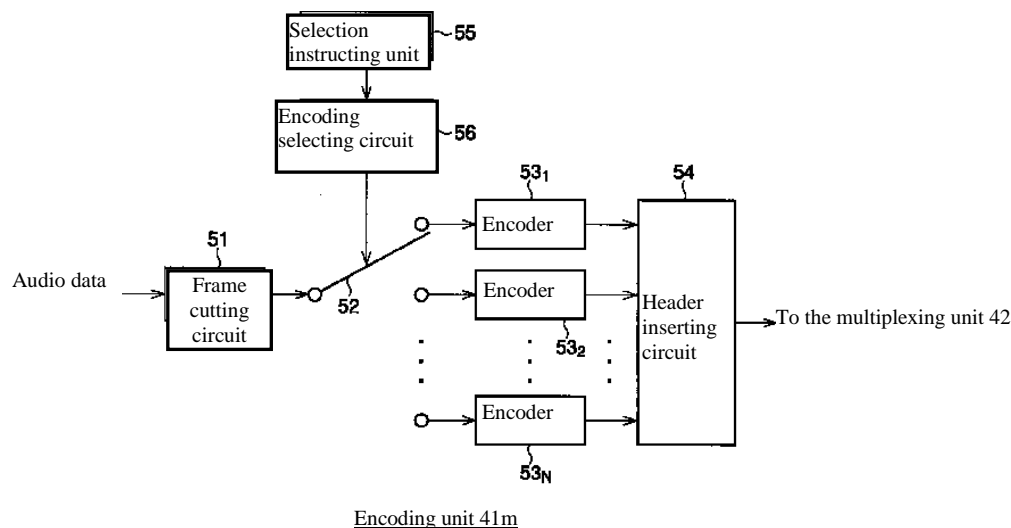 Selection
instructing unit
55
Encoding
selecting circuit
56
53₁
54
Encoder
51
Audio data
Frame
cutting
circuit
52
Encoder
53₂
Header
inserting
circuit
To the multiplexing unit 42
Encoder
53N
Encoding unit 41m